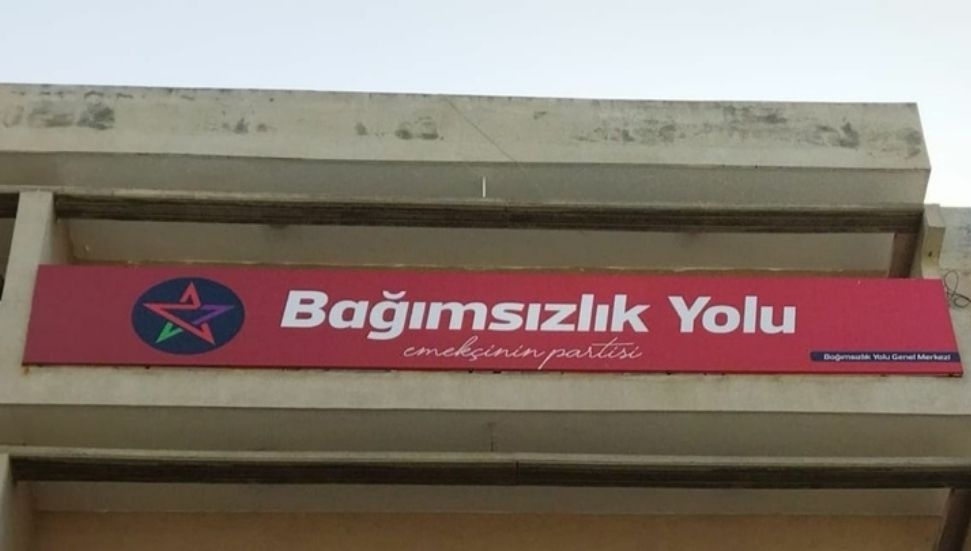 Bağımsızlık Yolu
emekçinin partisi
Bağımsızlık Yolu Genel Merkezi